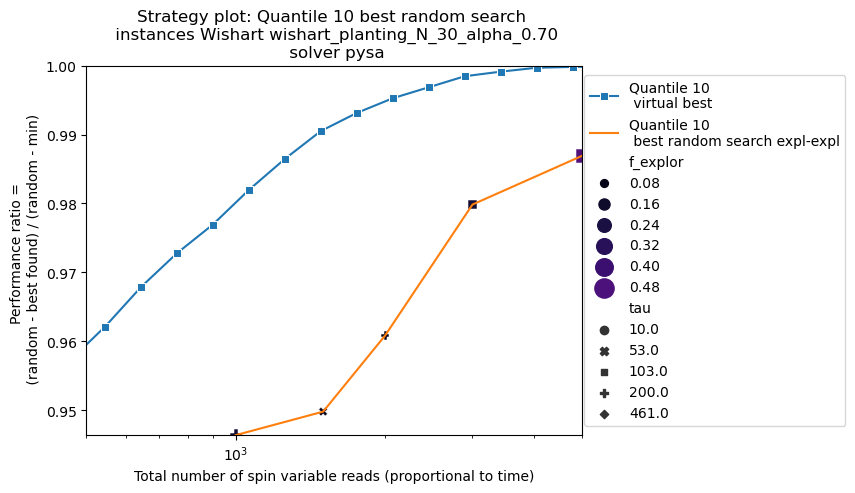 Strategy plot: Quantile 10 best random search
instances Wishart wishart_planting_N_30_alpha_0.70
solver pysa
Performance ratio =
(random - best found) / (random - min)
1.00
0.99
0.98
0.97
0.96
0.95
10^3
Total number of spin variable reads (proportional to time)
Quantile 10
virtual best
Quantile 10
best random search expl-expl
f_explor
0.08
0.16
0.24
0.32
0.40
0.48
tau
10.0
53.0
103.0
200.0
461.0